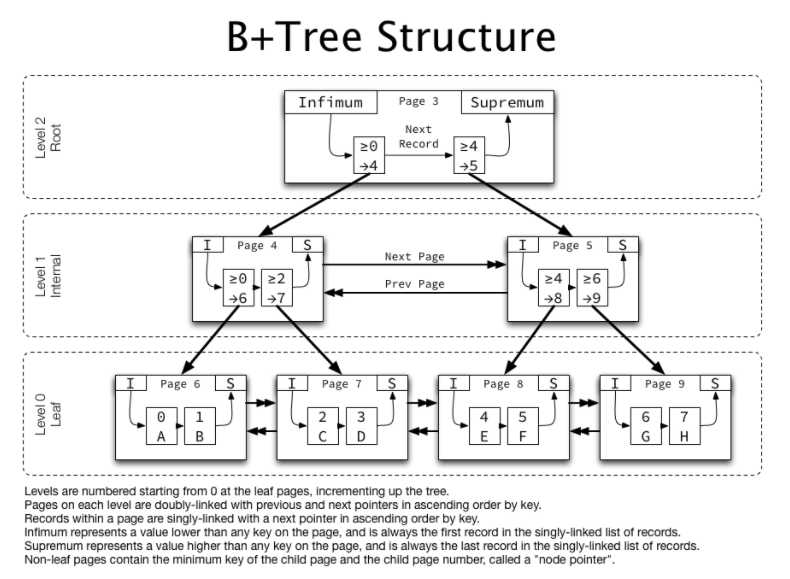 B+Tree Structure
Level 2
Root
Infimum Page 3 Supremum
Next
Record
≥0 ≥4
→4 →5
Level 1
Internal
I Page 4 S
≥0 ≥2
→6 →7
Next Page
Prev Page
I Page 5 S
≥4 ≥6
→8 →9
Level 0
Leaf
I Page 6 S
0 1
A B
I Page 7 S
2 3
C D
I Page 8 S
4 5
E F
I Page 9 S
6 7
G H
Levels are numbered starting from 0 at the leaf pages, incrementing up the tree.
Pages on each level are doubly-linked with previous and next pointers in ascending order by key.
Records within a page are singly-linked with a next pointer in ascending order by key.
Infimum represents a value lower than any key on the page, and is always the first record in the singly-linked list of records.
Supremum represents a value higher than any key on the page, and is always the last record in the singly-linked list of records.
Non-leaf pages contain the minimum key of the child page and the child page number, called a "node pointer".